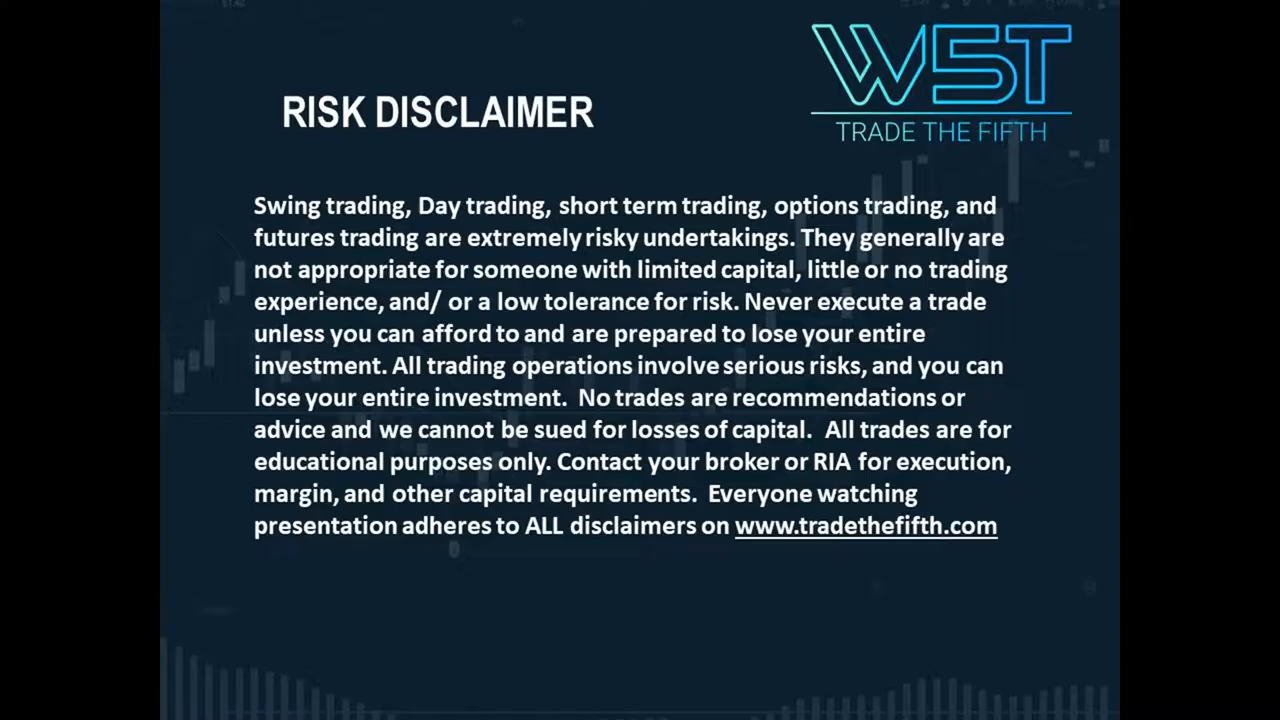 W5T
TRADE THE FIFTH
RISK DISCLAIMER
Swing trading, Day trading, short term trading, options trading, and
futures trading are extremely risky undertakings. They generally are
not appropriate for someone with limited capital, little or no trading
experience, and/ or a low tolerance for risk. Never execute a trade
unless you can afford to and are prepared to lose your entire
investment. All trading operations involve serious risks, and you can
lose your entire investment.  No trades are recommendations or
advice and we cannot be sued for losses of capital.  All trades are for
educational purposes only. Contact your broker or RIA for execution,
margin, and other capital requirements.  Everyone watching
presentation adheres to ALL disclaimers on www.tradethefifth.com